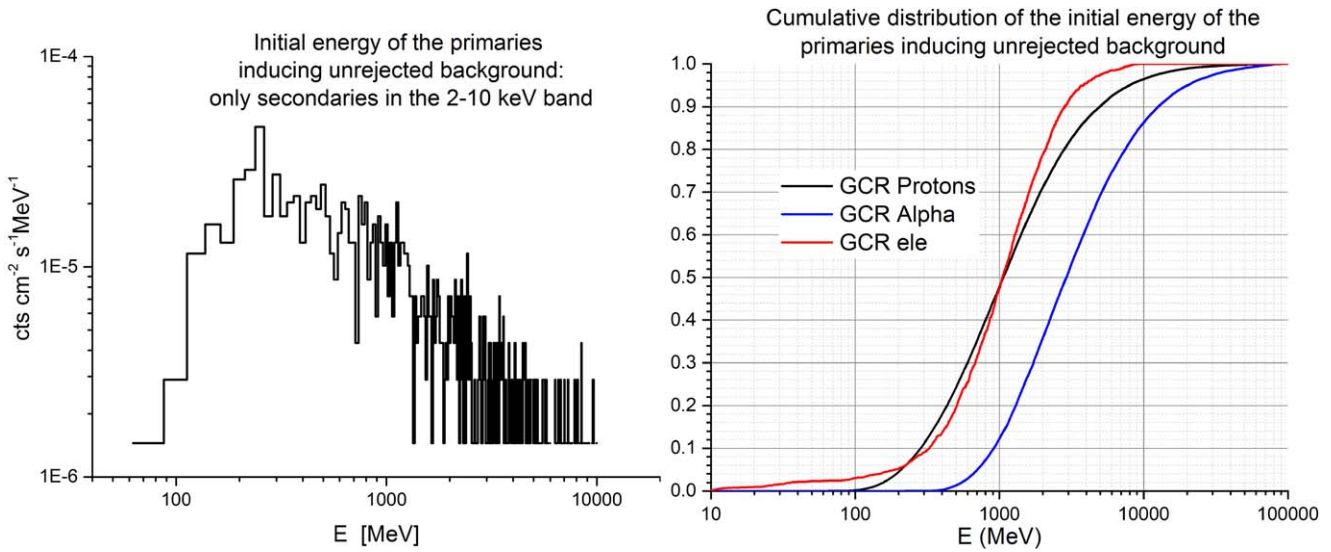 Initial energy of the primaries
inducing unrejected background:
only secondaries in the 2-10 keV band
1E-4
1E-5
1E-6
cts cm⁻² s⁻¹MeV⁻¹
100
1000
10000
E [MeV]
Cumulative distribution of the initial energy of the
primaries inducing unrejected background
1.0
0.9
0.8
0.7
0.6
0.5
0.4
0.3
0.2
0.1
0.0
GCR Protons
GCR Alpha
GCR ele
10
100
1000
10000
100000
E (MeV)